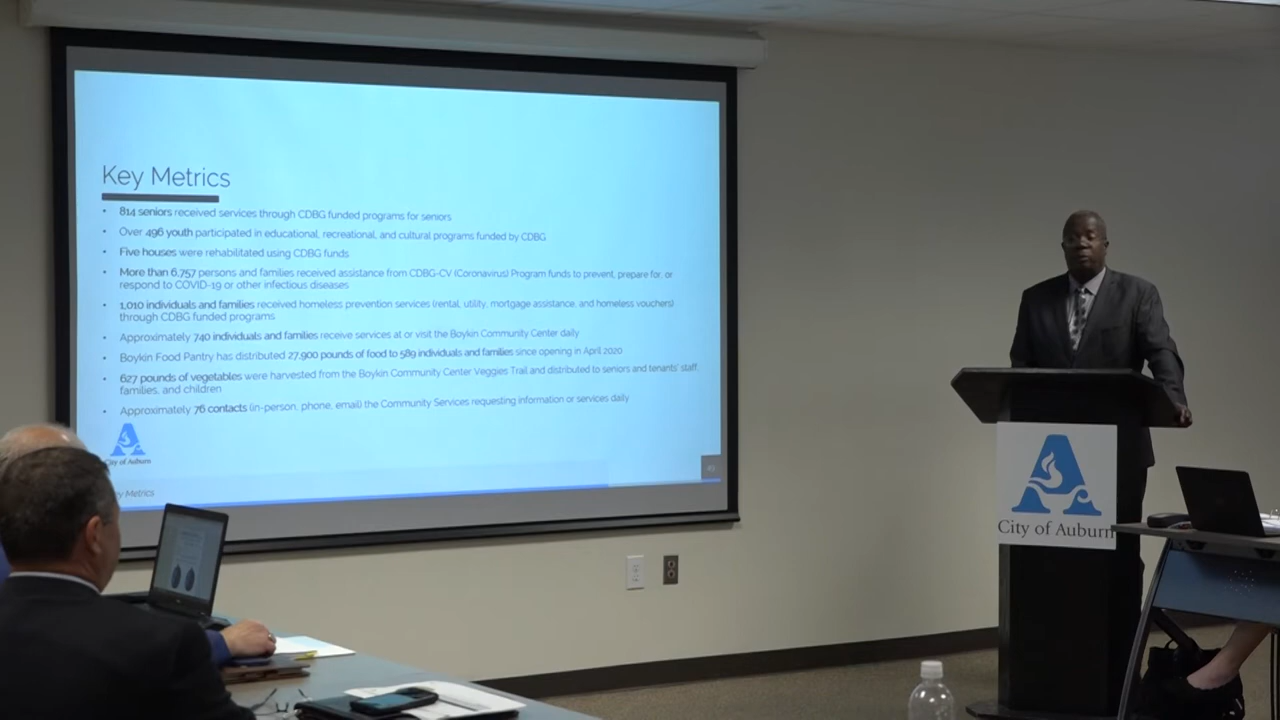 Key Metrics
• 814 seniors received services through CDBG funded programs for seniors
• Over 496 youth participated in educational, recreational, and cultural programs funded by CDBG
• Five houses were rehabilitated using CDBG funds
• More than 6,757 persons and families received assistance from CDBG-CV (Coronavirus) Program funds to prevent, prepare for, or
respond to COVID-19 or other infectious diseases
• 1,010 individuals and families received homeless prevention services (rental, utility, mortgage assistance, and homeless vouchers)
through CDBG funded programs
• Approximately 740 individuals and families receive services at or visit the Boykin Community Center daily
• Boykin Food Pantry has distributed 27,900 pounds of food to 589 individuals and families since opening in April 2020
• 627 pounds of vegetables were harvested from the Boykin Community Center Veggies Trail and distributed to seniors and tenants' staff,
families, and children
• Approximately 76 contacts (in-person, phone, email) the Community Services requesting information or services daily
City of Auburn
Metrics
City of Auburn